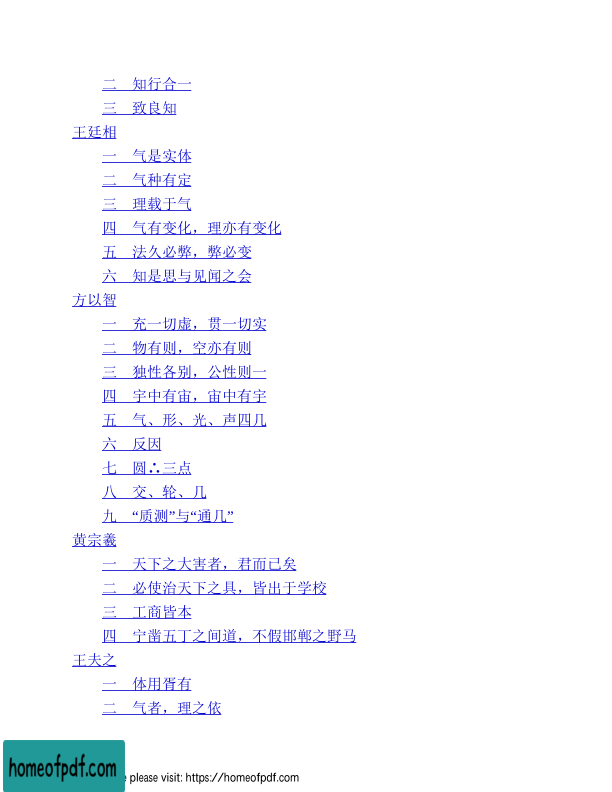 二 知行合一
三 致良知
王廷相
一 气是实体
二 气种有定
三 理载于气
四 气有变化，理亦有变化
五 法久必弊，弊必变
六 知是思与见闻之会
方以智
一 充一切虚，贯一切实
二 物有则，空亦有则
三 独性各别，公性则一
四 宇中有宙，宙中有宇
五 气、形、光、声四几
六 反因
七 圆∴三点
八 交、轮、几
九 “质测”与“通几”
黄宗羲
一 天下之大害者，君而已矣
二 必使治天下之具，皆出于学校
三 工商皆本
四 宁凿五丁之间道，不假邯郸之野马
王夫之
一 体用胥有
二 气者，理之依
homeofpdf.com
e please visit: https://homeofpdf.com